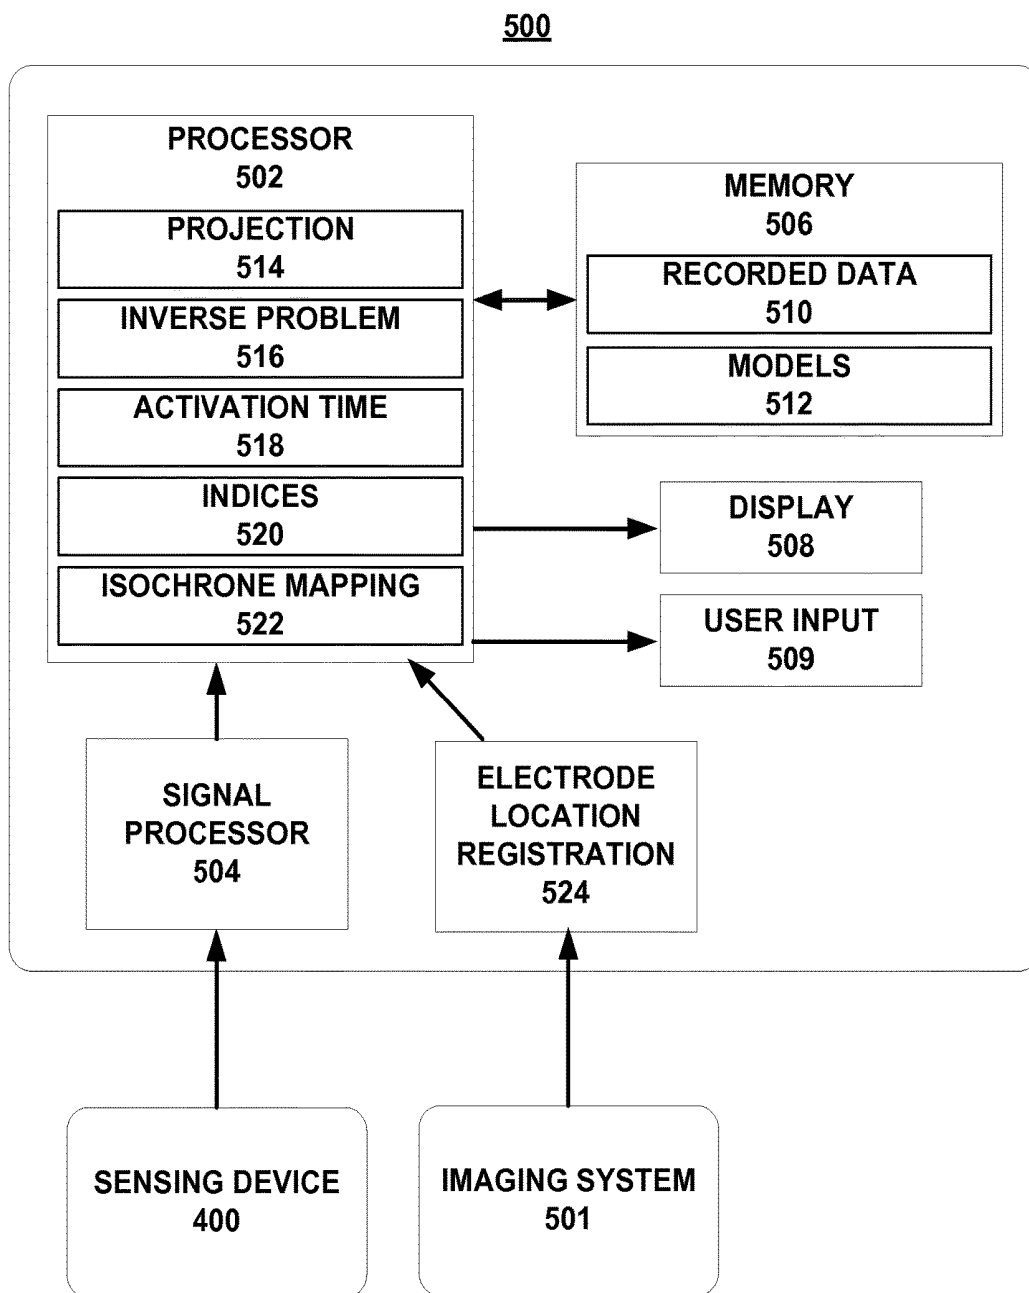 500
PROCESSOR
502
PROJECTION
514
INVERSE PROBLEM
516
ACTIVATION TIME
518
INDICES
520
ISOCHRONE MAPPING
522
MEMORY
506
RECORDED DATA
510
MODELS
512
DISPLAY
508
USER INPUT
509
SIGNAL
PROCESSOR
504
ELECTRODE
LOCATION
REGISTRATION
524
SENSING DEVICE
400
IMAGING SYSTEM
501